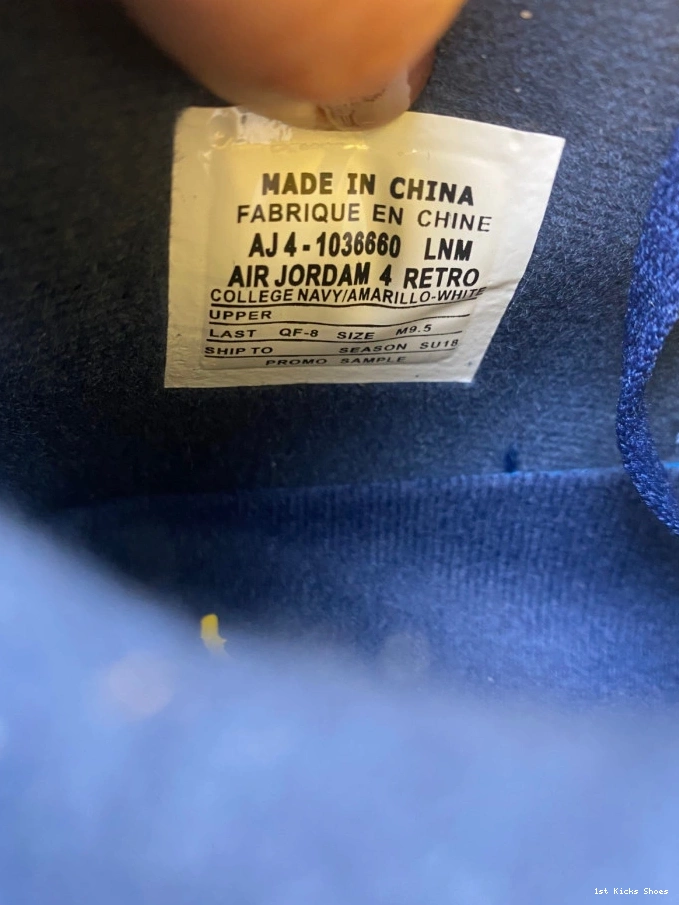 MADE IN CHINA
FABRIQUE EN CHINE
AJ4-1036660 LNM
AIR JORDAM 4 RETRO
COLLEGE NAVY/AMARILLO-WHITE
UPPER
LAST QF-8 SIZE M9.5
SHIP TO SEASON SU18
PROMO SAMPLE
1st Kicks Shoes